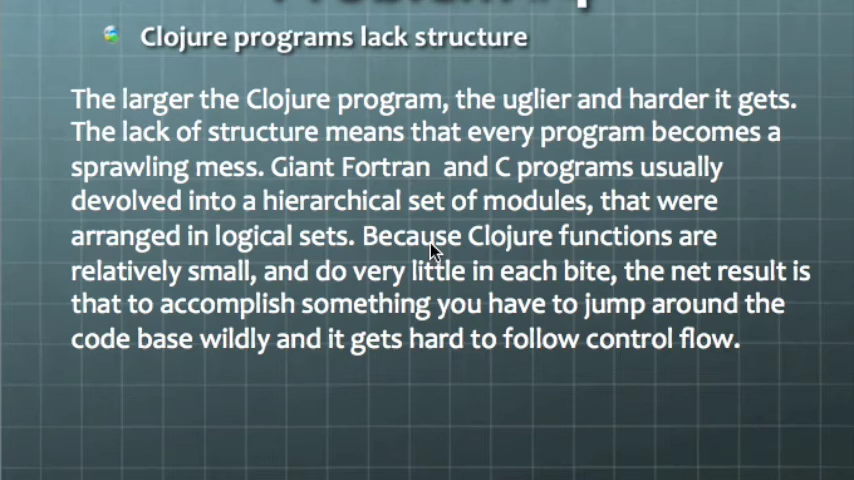 Clojure programs lack structure
The larger the Clojure program, the uglier and harder it gets.
The lack of structure means that every program becomes a
sprawling mess. Giant Fortran and C programs usually
devolved into a hierarchical set of modules, that were
arranged in logical sets. Because Clojure functions are
relatively small, and do very little in each bite, the net result is
that to accomplish something you have to jump around the
code base wildly and it gets hard to follow control flow.